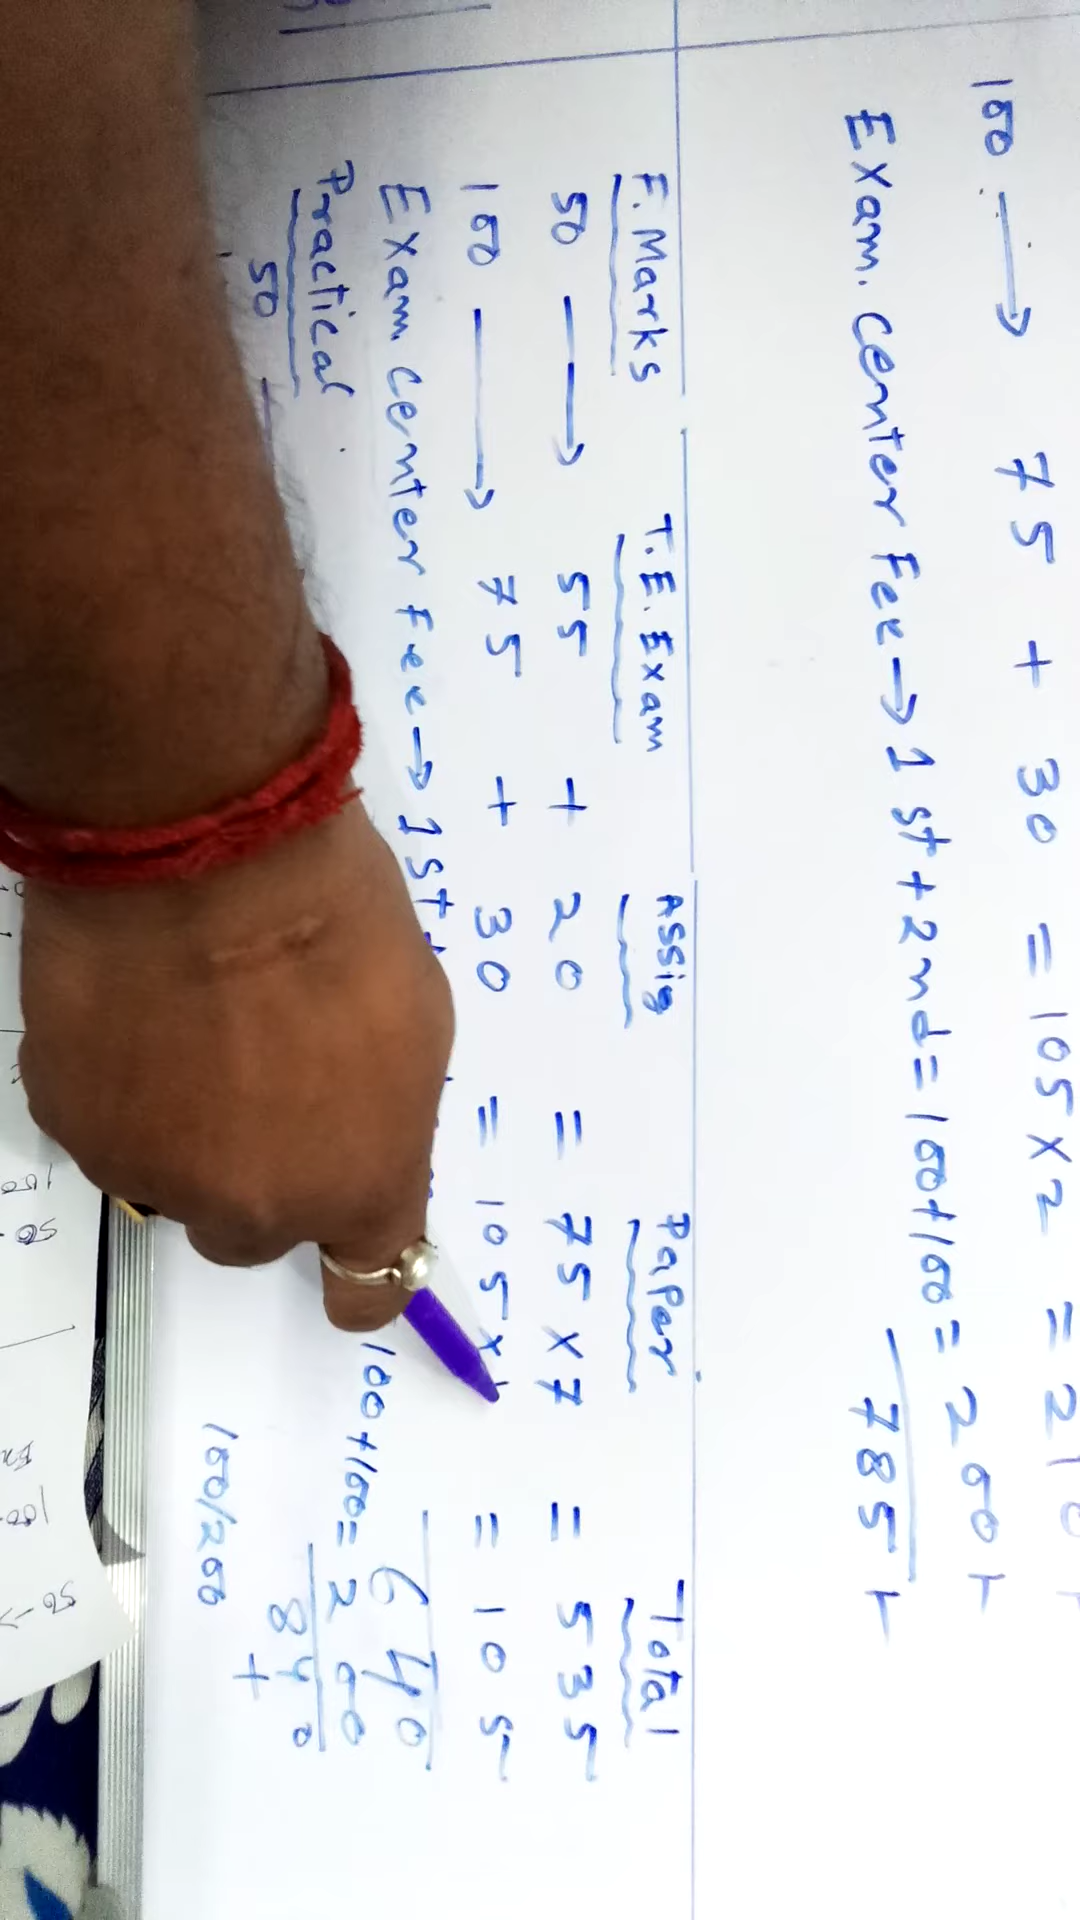 100 → 75 + 30 = 105 x 2 = 210
Exam. Center Fee → 1st + 2nd = 100+100 = 200+
785+
F. Marks T.E. Exam Assig Paper Total
50 → 55 + 20 = 75 x 7 = 535
100 → 75 + 30 = 105 x 1 = 105
640
Exam Center Fee → 1st 100+100 = 200
840
+
Practical
50 100/200